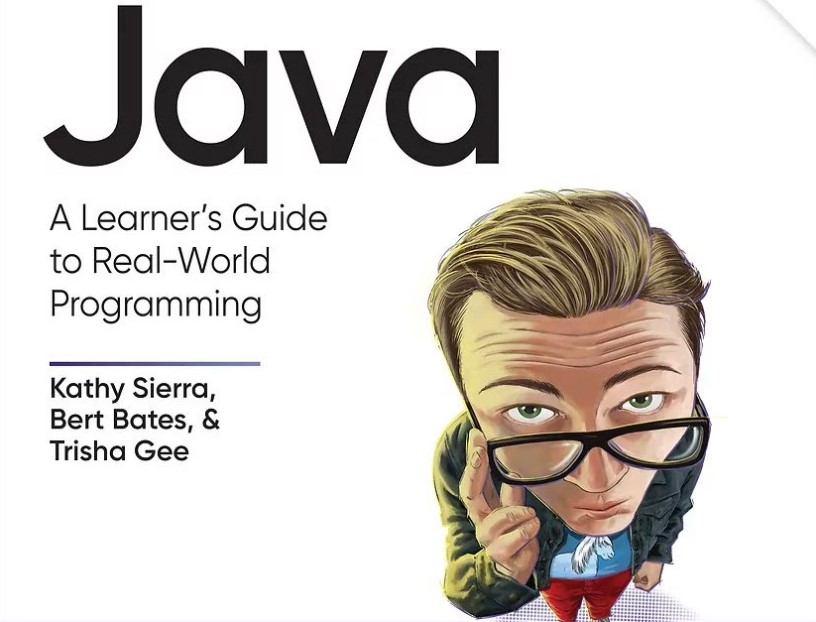 Java
A Learner's Guide
to Real-World
Programming
Kathy Sierra,
Bert Bates, &
Trisha Gee